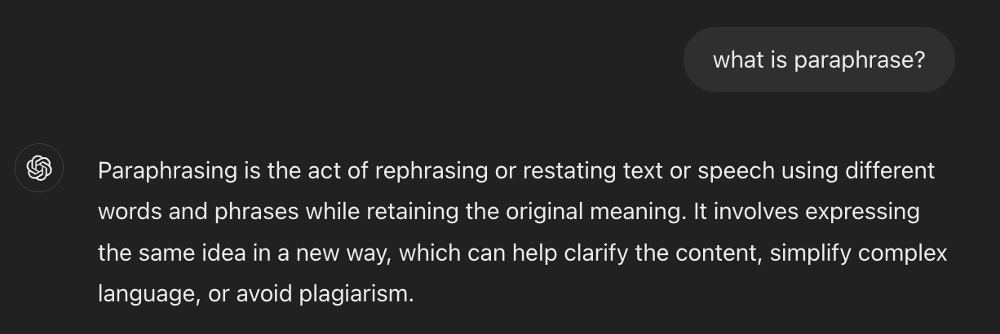 what is paraphrase?
Paraphrasing is the act of rephrasing or restating text or speech using different
words and phrases while retaining the original meaning. It involves expressing
the same idea in a new way, which can help clarify the content, simplify complex
language, or avoid plagiarism.